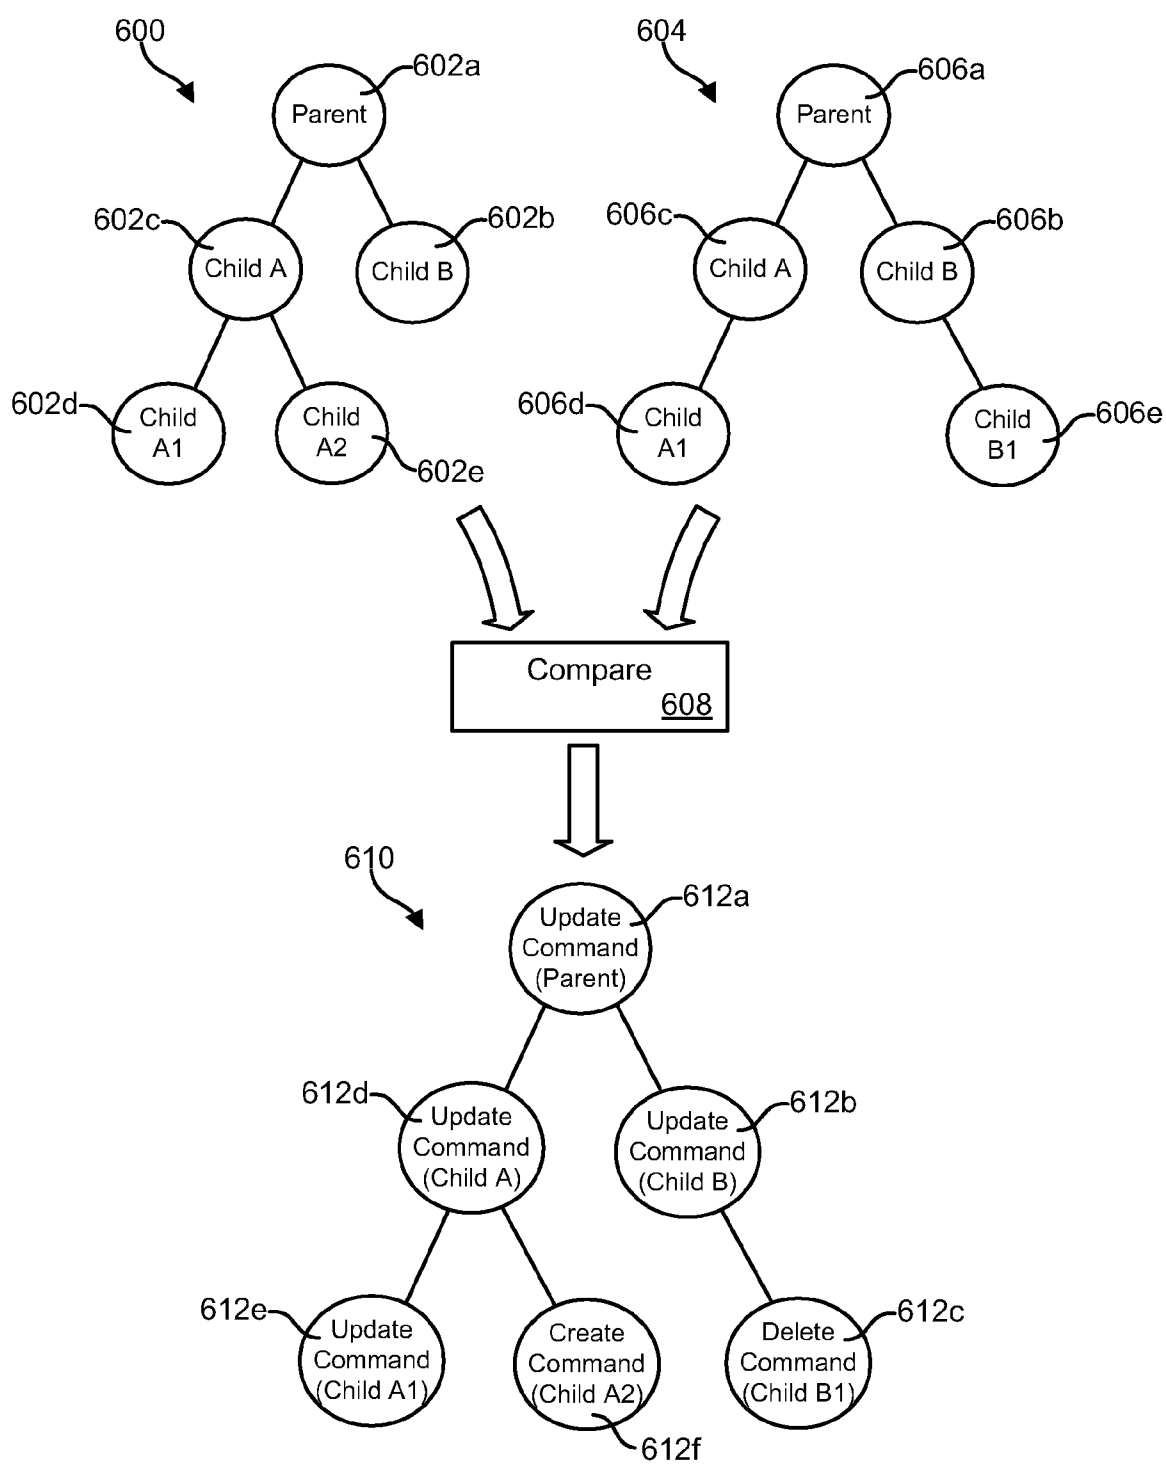 600
604
602a
606a
Parent
Parent
602c
602b
606c
606b
Child A
Child B
Child A
Child B
602d
Child
A1
Child
A2
602e
606d
Child
A1
Child
B1
606e
Compare
608
610
612a
Update
Command
(Parent)
612d
Update
Command
(Child A)
612b
Update
Command
(Child B)
612e
Update
Command
(Child A1)
Create
Command
(Child A2)
612f
612c
Delete
Command
(Child B1)